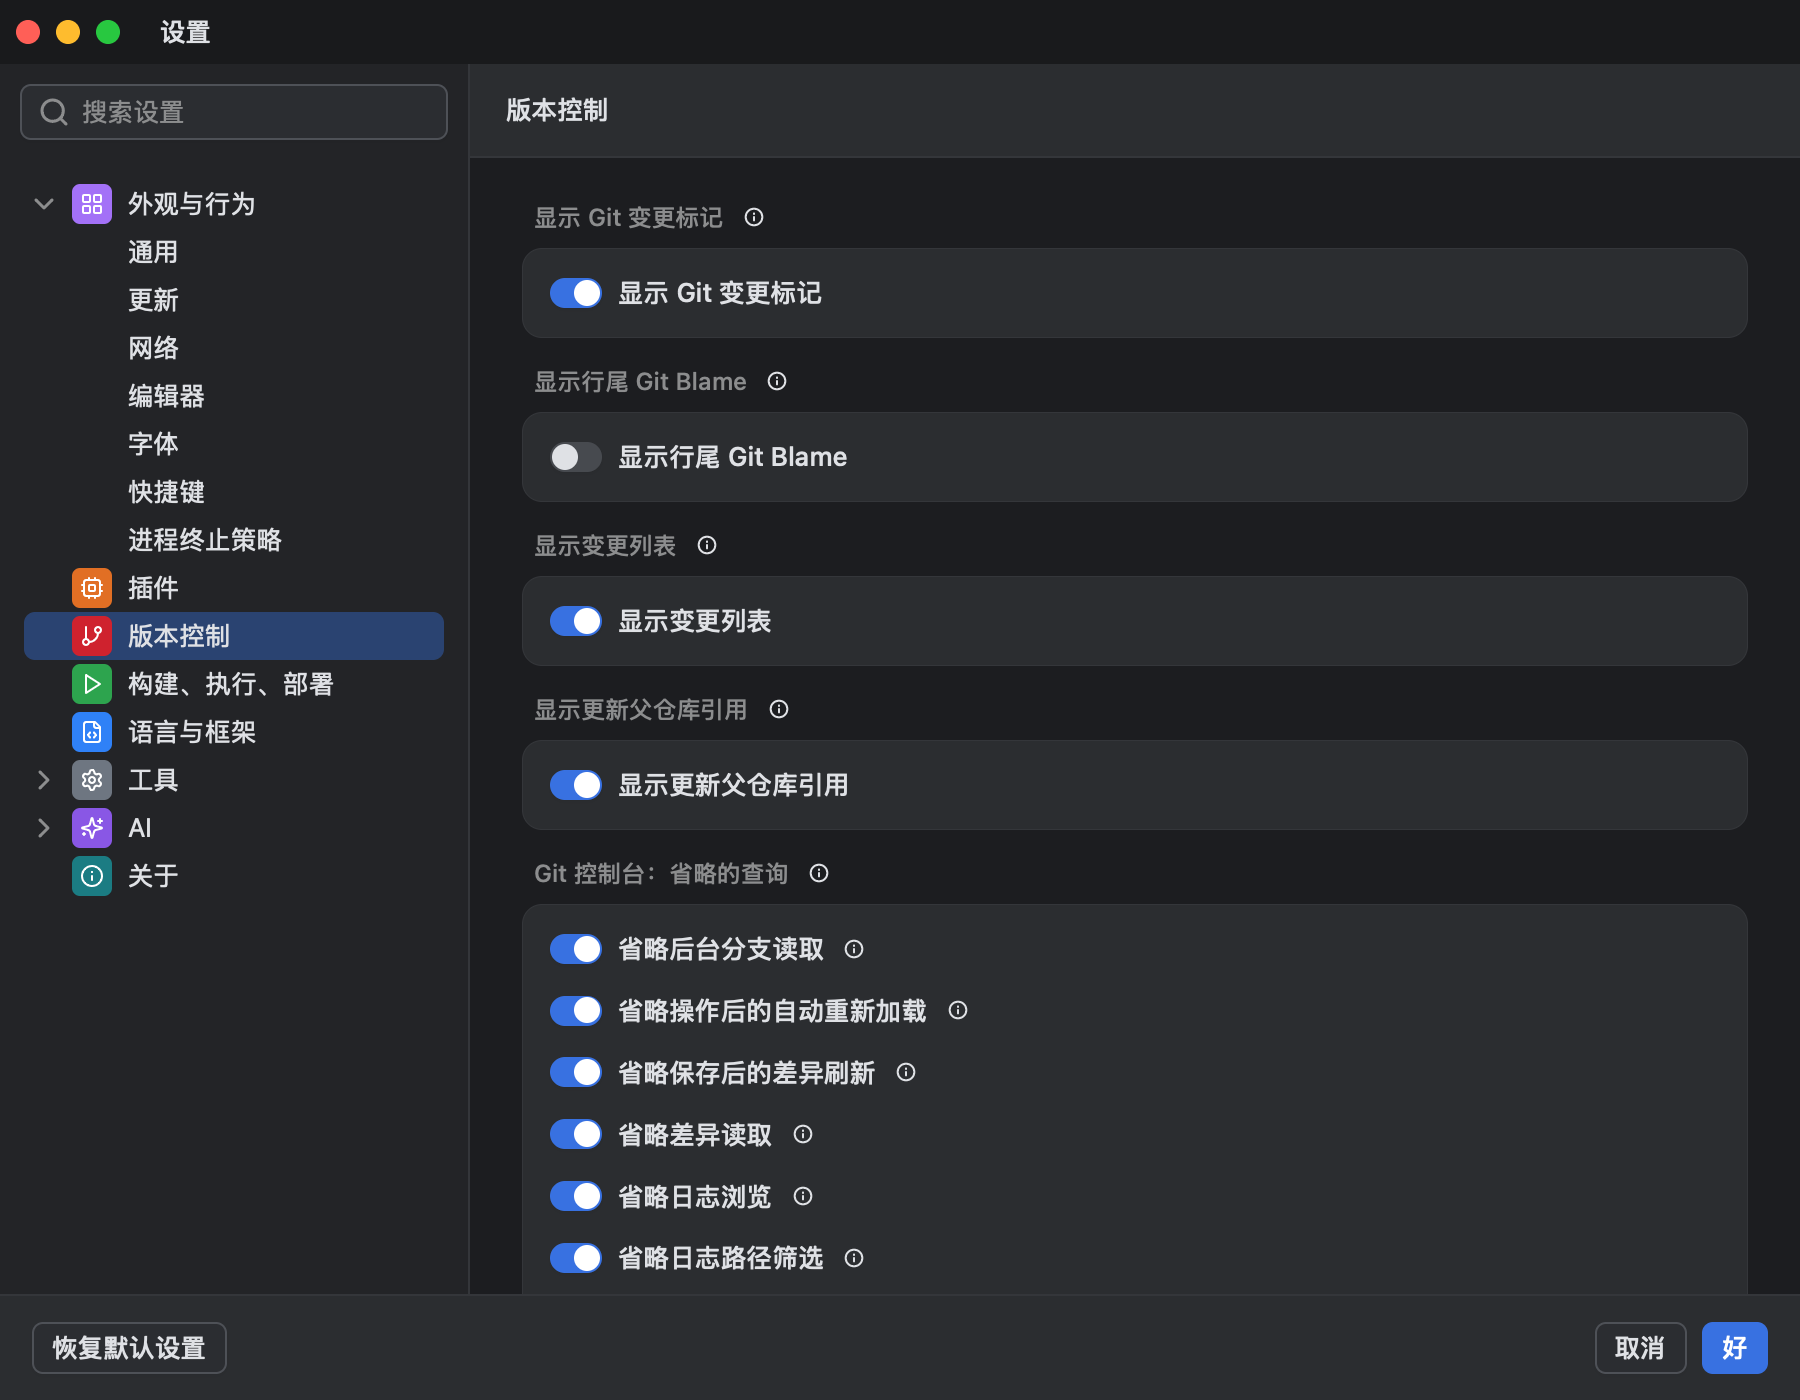 设置
搜索设置
外观与行为
通用
更新
网络
编辑器
字体
快捷键
进程终止策略
插件
版本控制
构建、执行、部署
语言与框架
工具
AI
关于
版本控制
显示 Git 变更标记
显示 Git 变更标记
显示行尾 Git Blame
显示行尾 Git Blame
显示变更列表
显示变更列表
显示更新父仓库引用
显示更新父仓库引用
Git 控制台：省略的查询
省略后台分支读取
省略操作后的自动重新加载
省略保存后的差异刷新
省略差异读取
省略日志浏览
省略日志路径筛选
恢复默认设置
取消
好